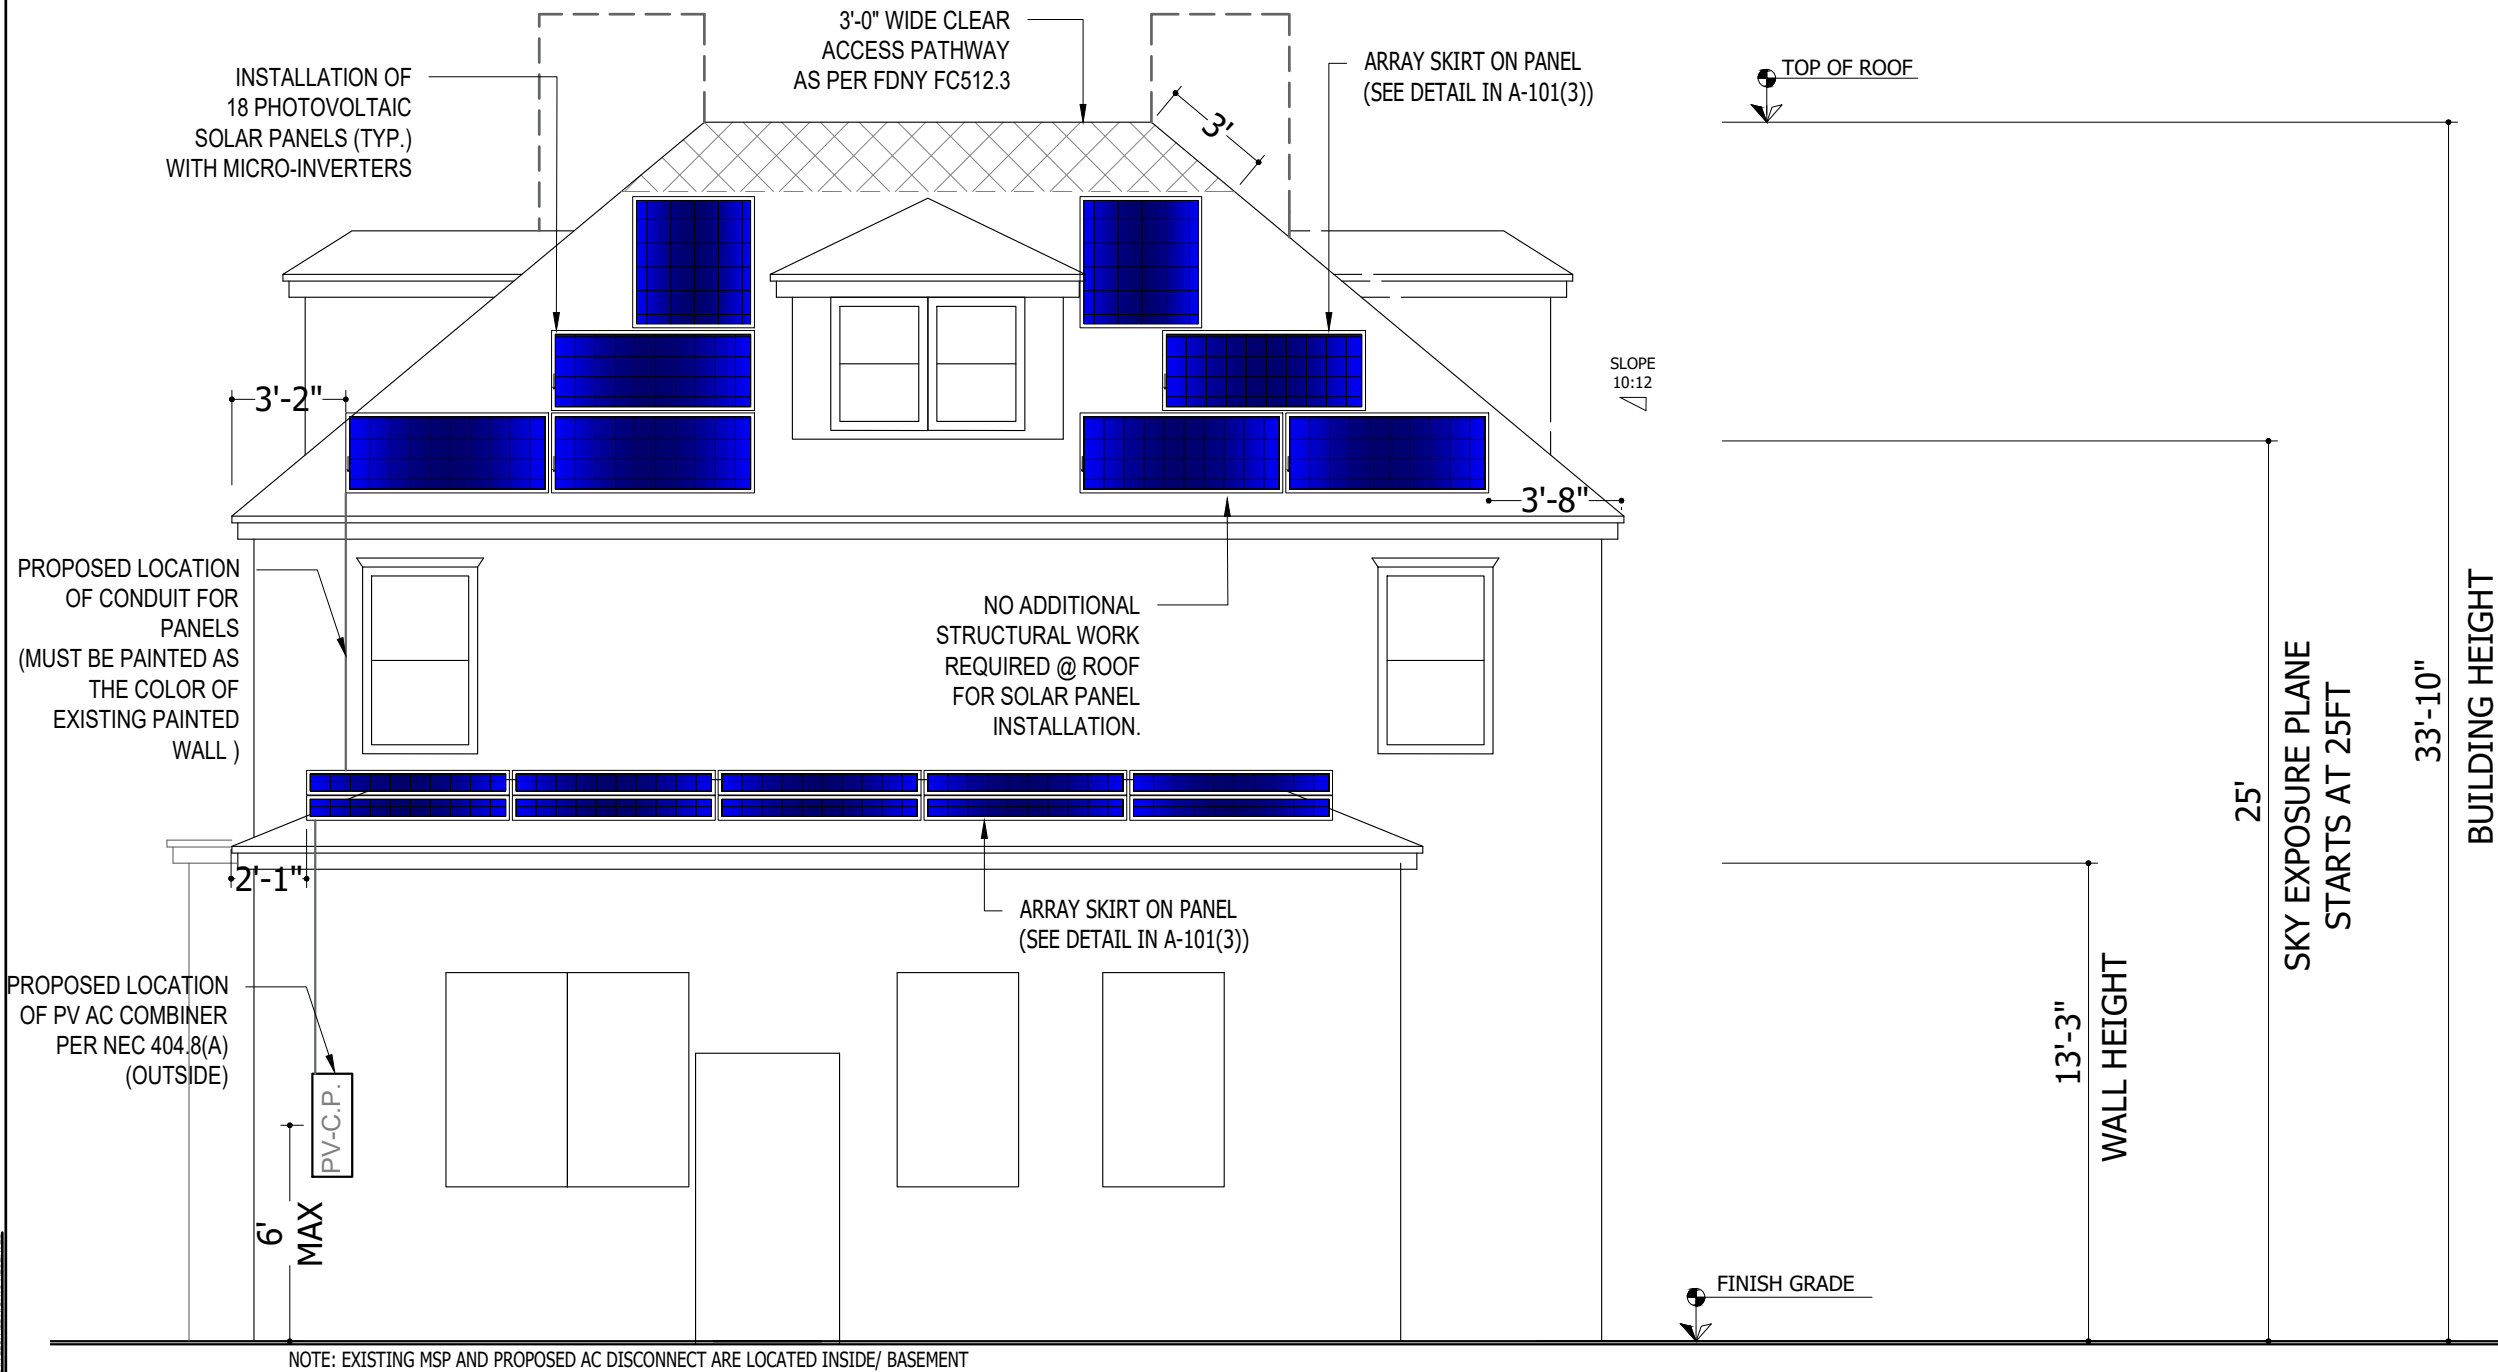 3'-0" WIDE CLEAR
ACCESS PATHWAY
AS PER FDNY FC512.3
INSTALLATION OF
18 PHOTOVOLTAIC
SOLAR PANELS (TYP.)
WITH MICRO-INVERTERS
ARRAY SKIRT ON PANEL
(SEE DETAIL IN A-101(3))
TOP OF ROOF
3'
SLOPE
10:12
3'-2"
3'-8"
PROPOSED LOCATION
OF CONDUIT FOR
PANELS
(MUST BE PAINTED AS
THE COLOR OF
EXISTING PAINTED
WALL )
NO ADDITIONAL
STRUCTURAL WORK
REQUIRED @ ROOF
FOR SOLAR PANEL
INSTALLATION.
2'-1"
ARRAY SKIRT ON PANEL
(SEE DETAIL IN A-101(3))
PROPOSED LOCATION
OF PV AC COMBINER
PER NEC 404.8(A)
(OUTSIDE)
PV-C.P.
6'
MAX
13'-3"
WALL HEIGHT
25'
SKY EXPOSURE PLANE
STARTS AT 25FT
33'-10"
BUILDING HEIGHT
FINISH GRADE
NOTE: EXISTING MSP AND PROPOSED AC DISCONNECT ARE LOCATED INSIDE/ BASEMENT